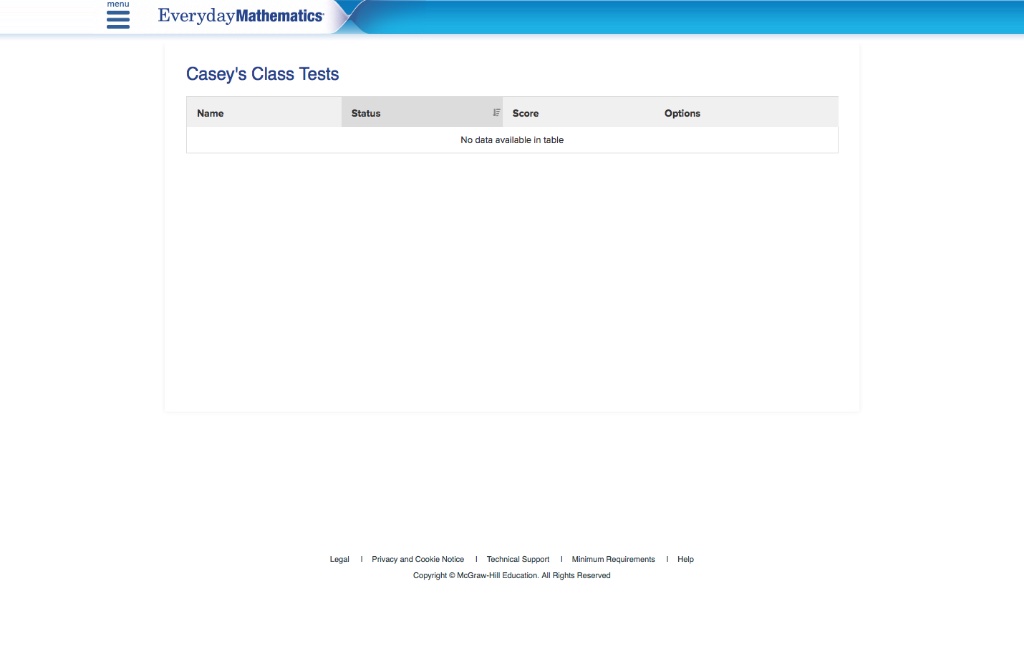 menu
EverydayMathematics
Casey's Class Tests
Name Status Score Options
No data available in table
Legal | Privacy and Cookie Notice | Technical Support | Minimum Requirements | Help
Copyright © McGraw-Hill Education. All Rights Reserved